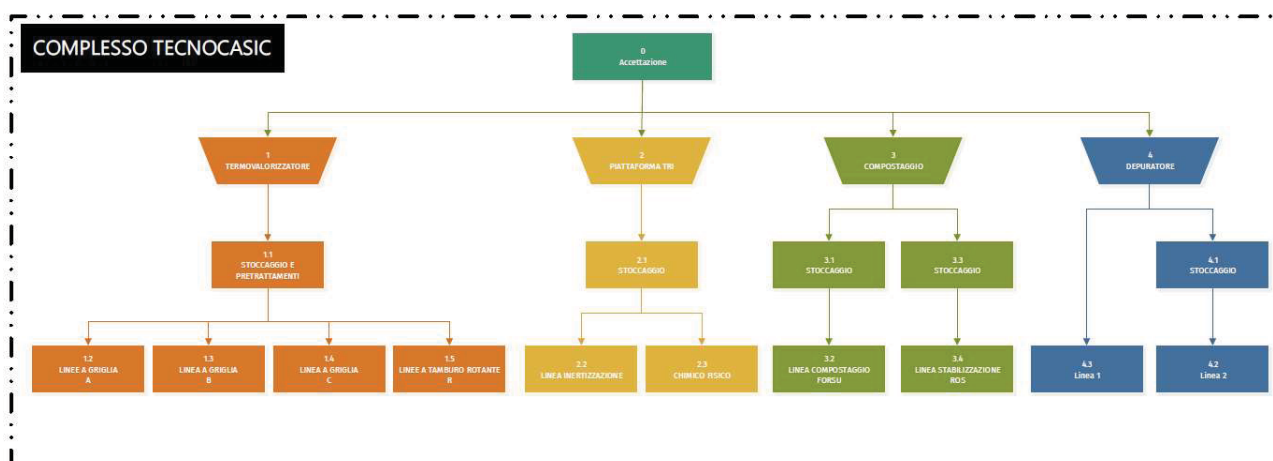 COMPLESSO TECNOCASIC
0
Accettazione
1
TERMOVALORIZZATORE
2
PIATTAFORMA TRI
3
COMPOSTAGGIO
4
DEPURATORE
1.1
STOCCAGGIO E
PRETRATTAMENTI
2.1
STOCCAGGIO
3.1
STOCCAGGIO
3.3
STOCCAGGIO
4.1
STOCCAGGIO
1.2
LINEE A GRIGLIA
A
1.3
LINEA A GRIGLIA
B
1.4
LINEA A GRIGLIA
C
1.5
LINEE A TAMBURO ROTANTE
R
2.2
LINEA INERTIZZAZIONE
2.3
CHIMICO FISICO
3.2
LINEA COMPOSTAGGIO
FORSU
3.4
LINEA STABILIZZAZIONE
ROS
4.3
Linea 1
4.2
Linea 2